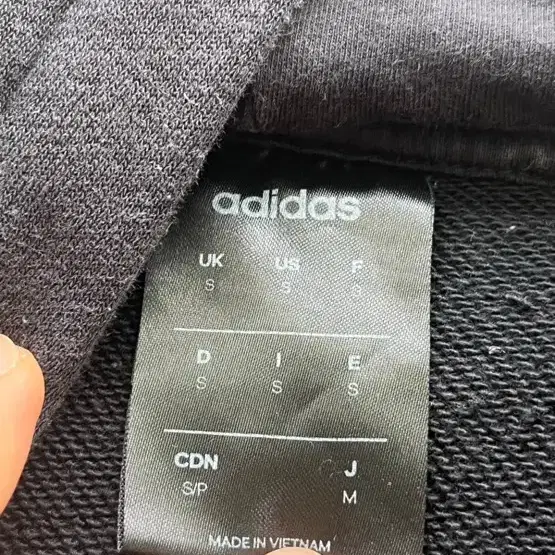 adidas
UK US F
S S S
D I E
S S S
CDN J
S/P M
MADE IN VIETNAM